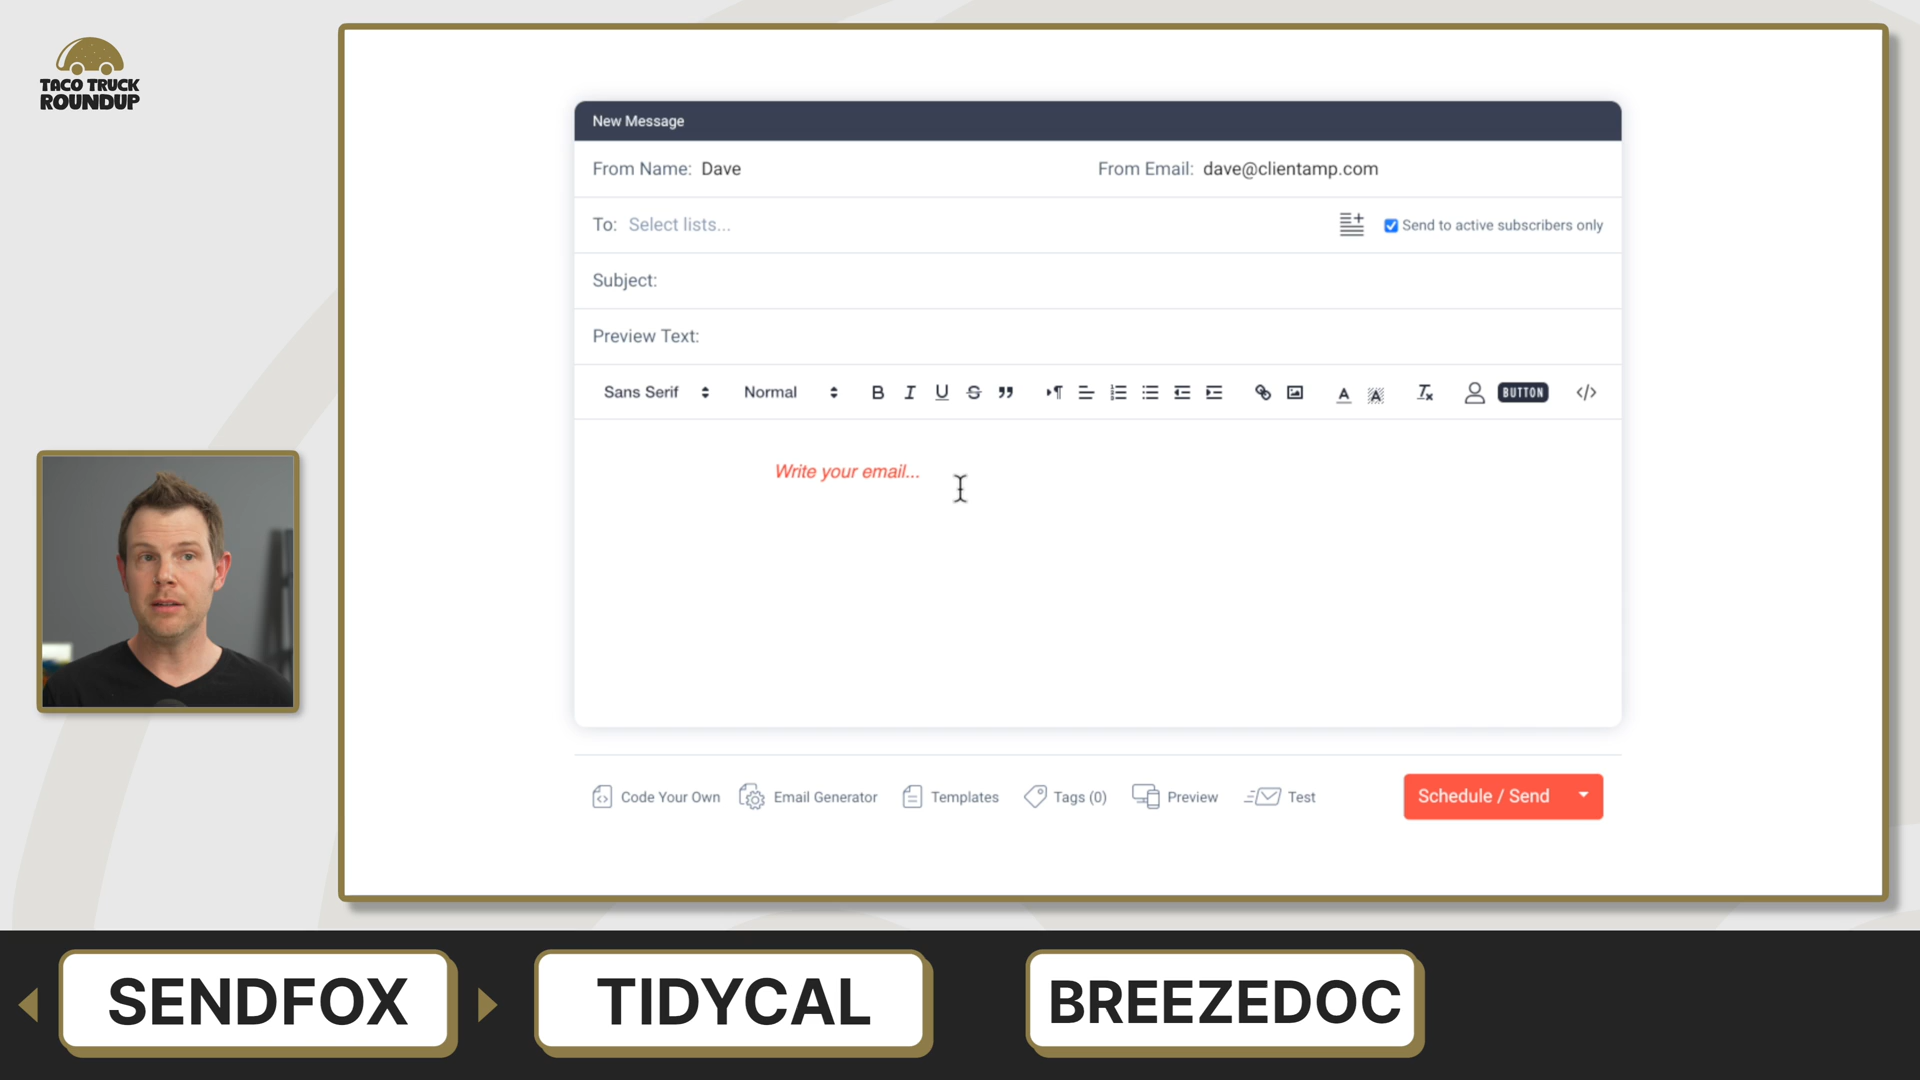 TACO TRUCK
ROUNDUP
New Message
From Name: Dave
From Email: dave@clientamp.com
To: Select lists...
Send to active subscribers only
Subject:
Preview Text:
Sans Serif
Normal
B I U S
A A
BUTTON
</>
Write your email...
Code Your Own
Email Generator
Templates
Tags (0)
Preview
Test
Schedule / Send
SENDFOX
TIDYCAL
BREEZEDOC